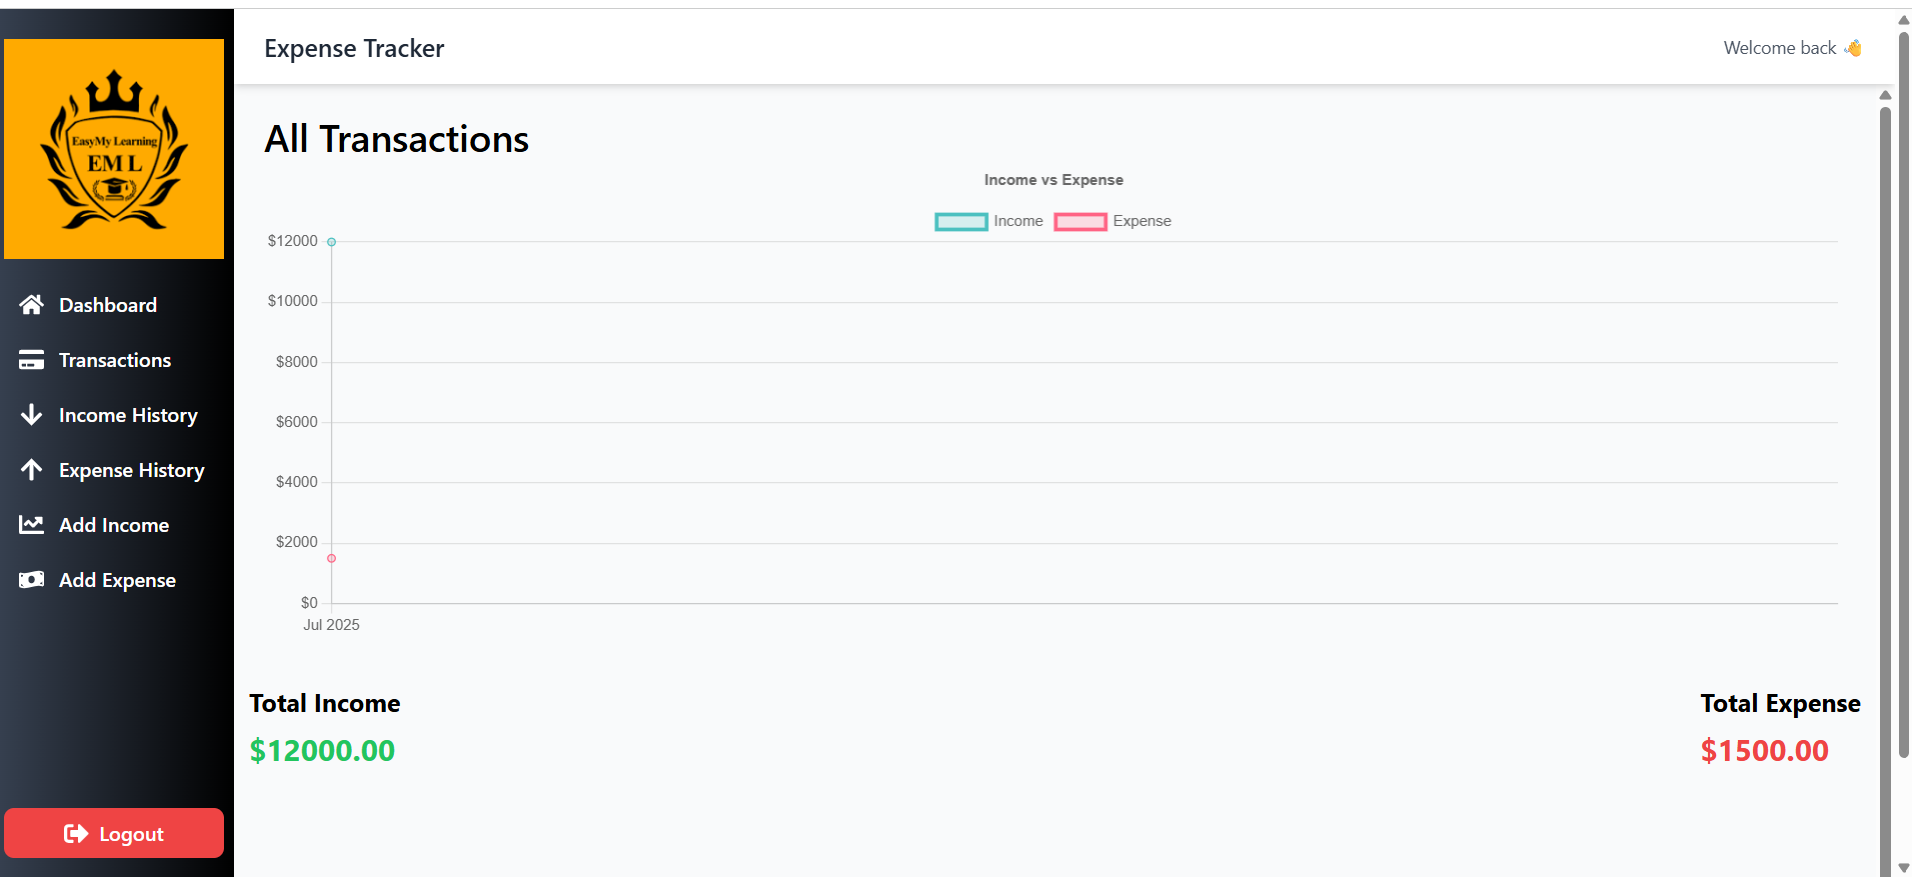 EasyMy Learning
EML
Dashboard
Transactions
Income History
Expense History
Add Income
Add Expense
Logout
Expense Tracker
Welcome back 👋
All Transactions
Income vs Expense
Income Expense
$12000
$10000
$8000
$6000
$4000
$2000
$0
Jul 2025
Total Income
$12000.00
Total Expense
$1500.00